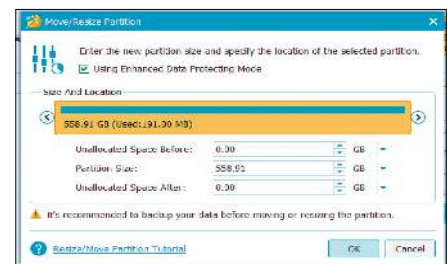 Move/Resize Partition
Enter the new partition size and specify the location of the selected partition.
Using Enhanced Data Protecting Mode
Size And Location
558.91 GB (Used:191.00 MB)
Unallocated Space Before: 0.00 GB
Partition Size: 558.91 GB
Unallocated Space After: 0.00 GB
It's recommended to backup your data before moving or resizing the partition.
Resize/Move Partition Tutorial OK Cancel